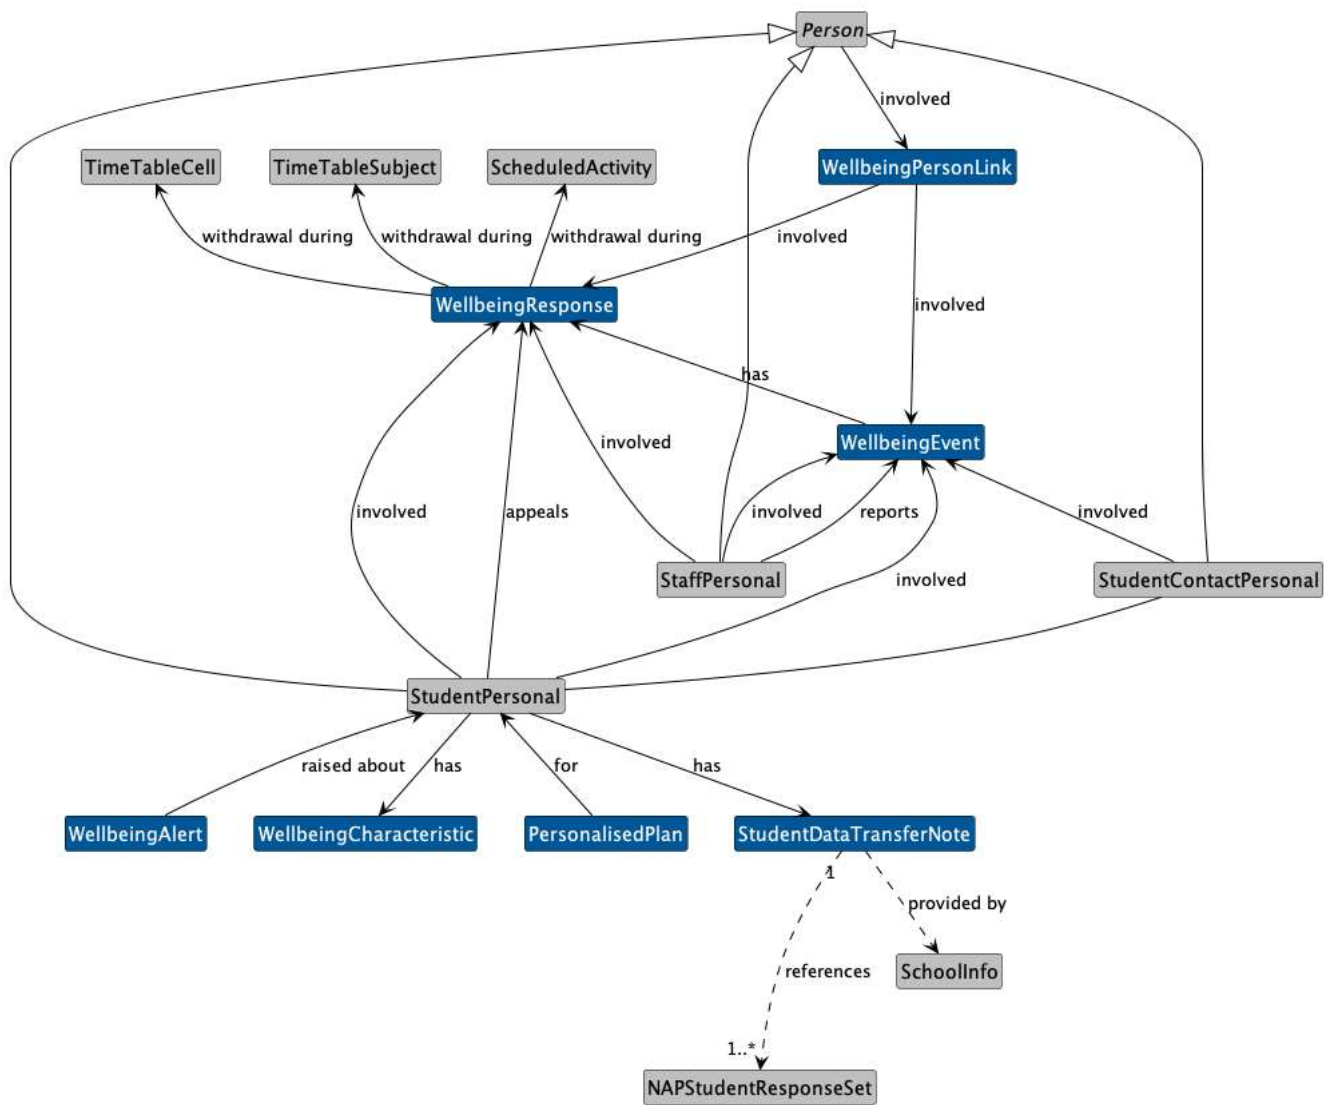 Person
involved
TimeTableCell
TimeTableSubject
ScheduledActivity
WellbeingPersonLink
withdrawal during
withdrawal during
withdrawal during
involved
WellbeingResponse
involved
has
WellbeingEvent
involved
involved
appeals
involved
reports
involved
StaffPersonal
involved
StudentContactPersonal
StudentPersonal
raised about
has
for
has
WellbeingAlert
WellbeingCharacteristic
PersonalisedPlan
StudentDataTransferNote
1
provided by
references
SchoolInfo
1..*
NAPStudentResponseSet